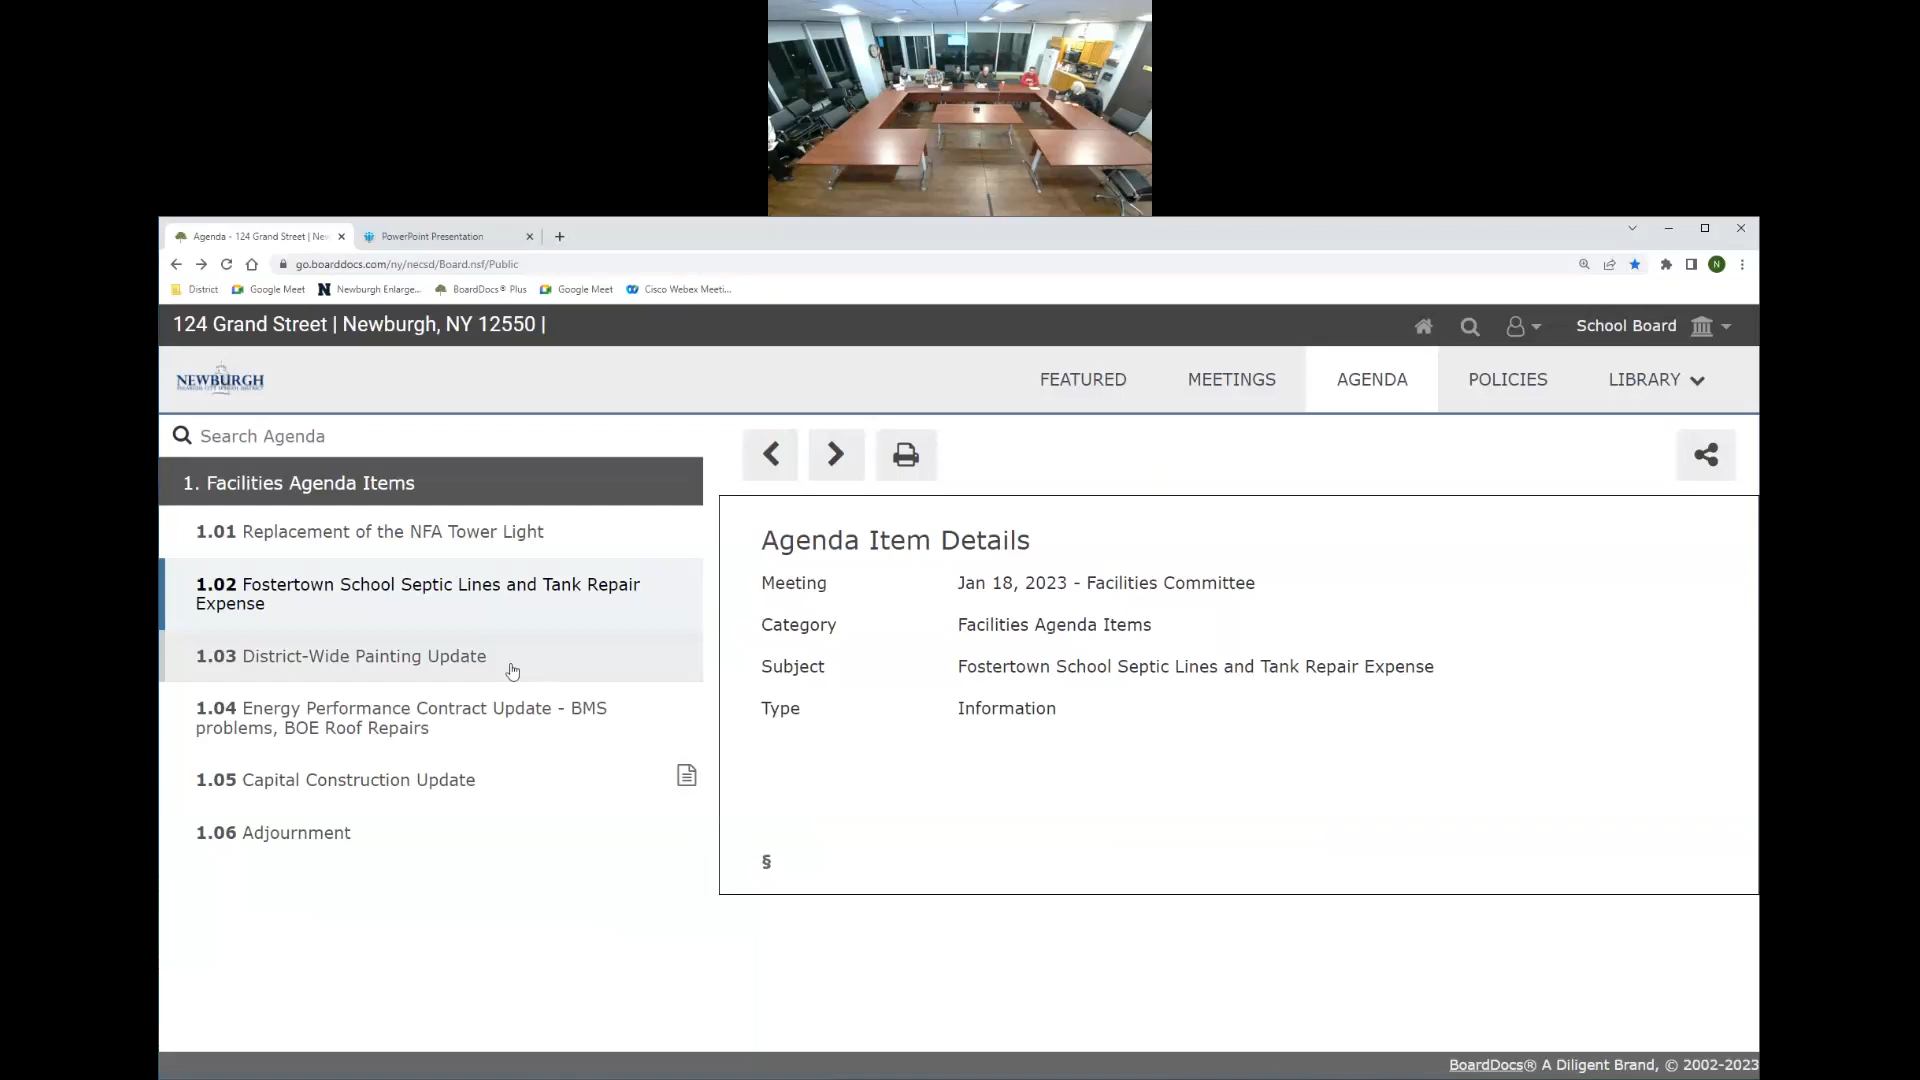 Agenda - 124 Grand Street | New
PowerPoint Presentation
go.boarddocs.com/ny/necsd/Board.nsf/Public
N
District
Google Meet
Newburgh Enlarge...
BoardDocs® Plus
Google Meet
Cisco Webex Meeti...
124 Grand Street | Newburgh, NY 12550 |
School Board
NEWBURGH
FEATURED
MEETINGS
AGENDA
POLICIES
LIBRARY
Search Agenda
1. Facilities Agenda Items
1.01 Replacement of the NFA Tower Light
1.02 Fostertown School Septic Lines and Tank Repair
Expense
1.03 District-Wide Painting Update
1.04 Energy Performance Contract Update - BMS
problems, BOE Roof Repairs
1.05 Capital Construction Update
1.06 Adjournment
Agenda Item Details
Meeting Jan 18, 2023 - Facilities Committee
Category Facilities Agenda Items
Subject Fostertown School Septic Lines and Tank Repair Expense
Type Information
§
BoardDocs® A Diligent Brand, © 2002-2023